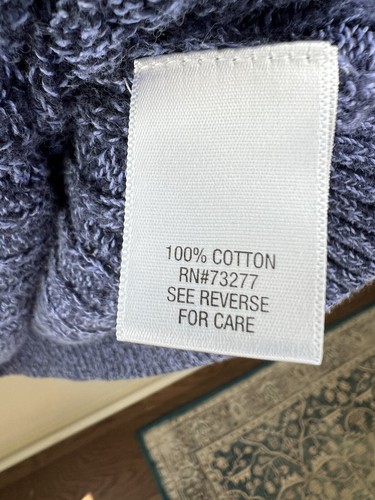 100% COTTON
RN#73277
SEE REVERSE
FOR CARE